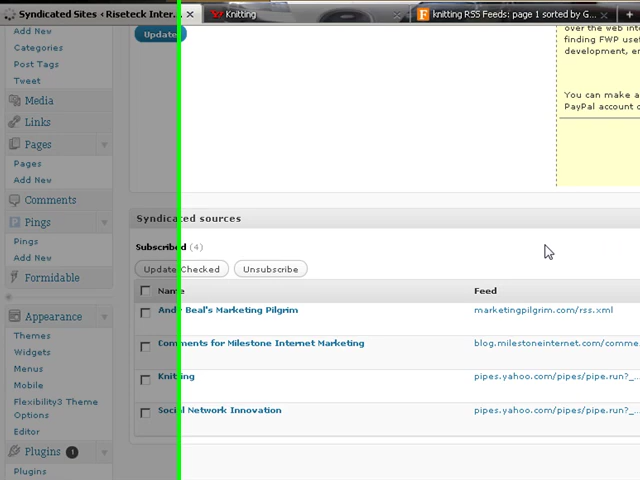 Syndicated Sites ‹ Riseteck Inter...
Knitting
knitting RSS Feeds: page 1 sorted by G...
Add New
Categories
Post Tags
Tweet
Media
Links
Pages
Pages
Add New
Comments
Pings
Pings
Add New
Formidable
Appearance
Themes
Widgets
Menus
Mobile
Flexibility3 Theme
Options
Editor
Plugins 1
Plugins
Update
over the web
finding FWP
development,
You can make a
PayPal account
Syndicated sources
Subscribed (4)
Update Checked
Unsubscribe
Name
Feed
Andy Beal's Marketing Pilgrim
marketingpilgrim.com/rss.xml
Comments for Milestone Internet Marketing
blog.milestoneinternet.com/comme...
Knitting
pipes.yahoo.com/pipes/pipe.run?_...
Social Network Innovation
pipes.yahoo.com/pipes/pipe.run?_...